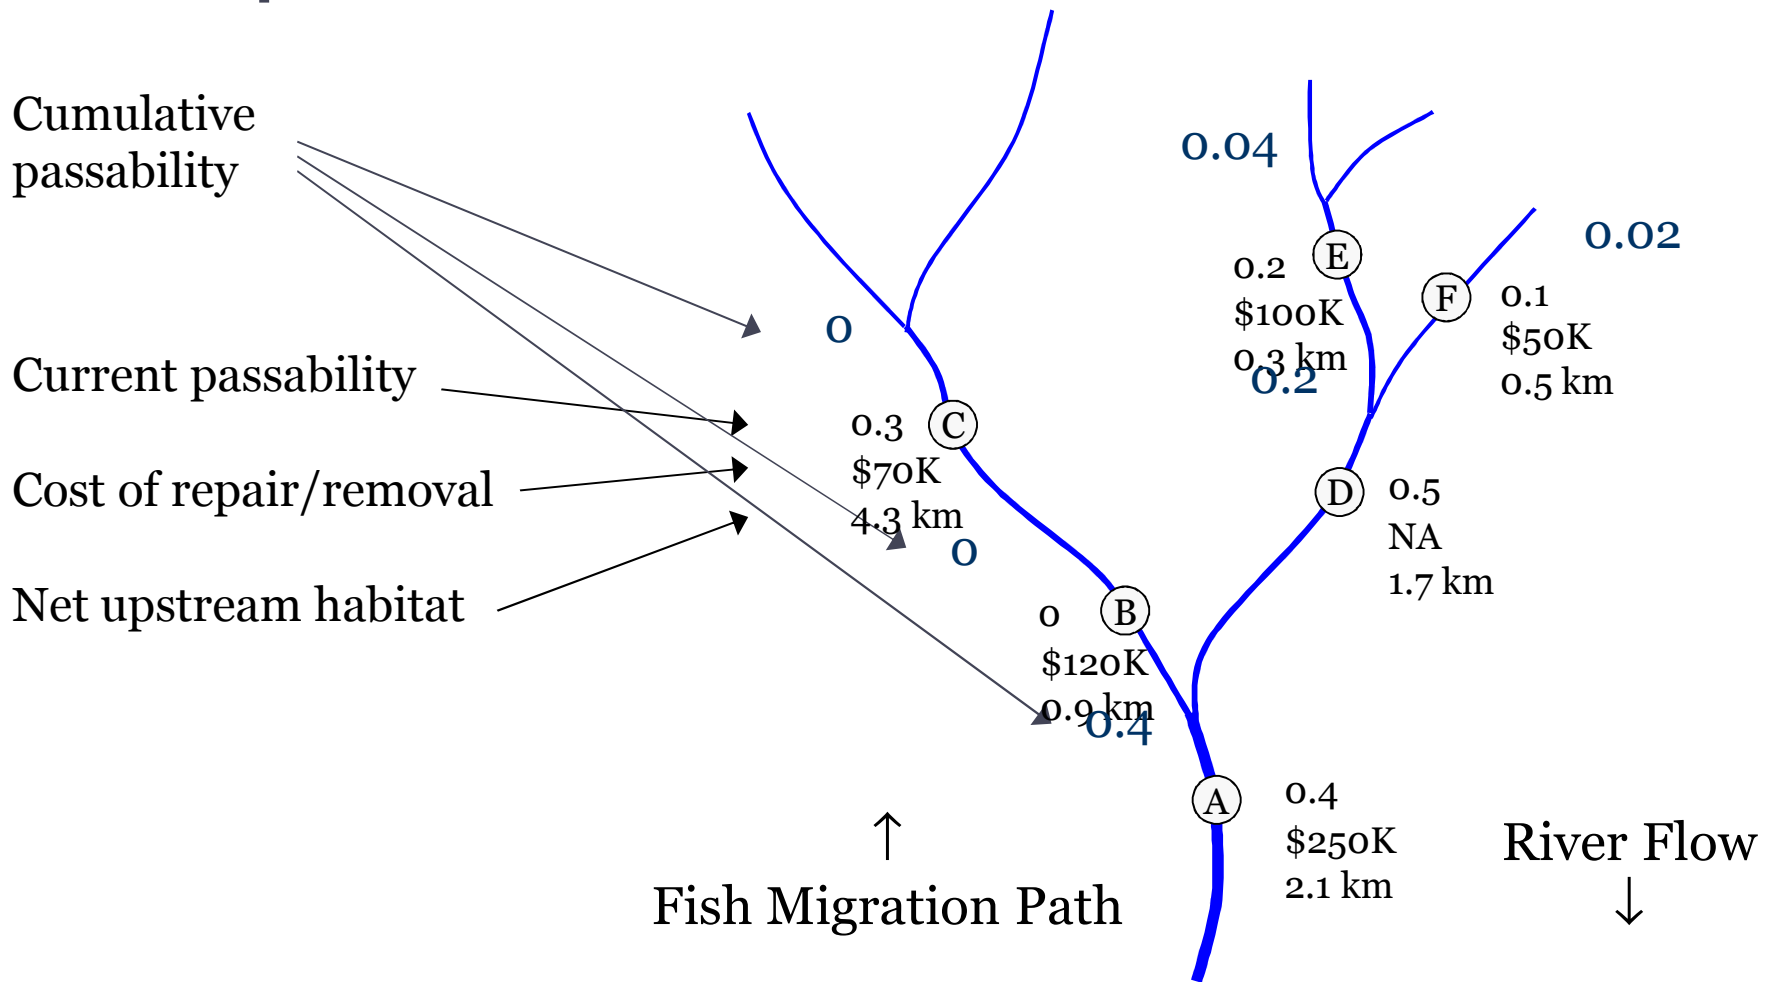 Cumulative
passability
Current passability
Cost of repair/removal
Net upstream habitat
0
C
0.3
$70K
4.3 km
0
B
0
$120K
0.9 km
0.4
A
0.4
$250K
2.1 km
0.04
E
0.2
$100K
0.3 km
0.2
F
0.1
$50K
0.5 km
0.02
D
0.5
NA
1.7 km
↑
Fish Migration Path
River Flow
↓